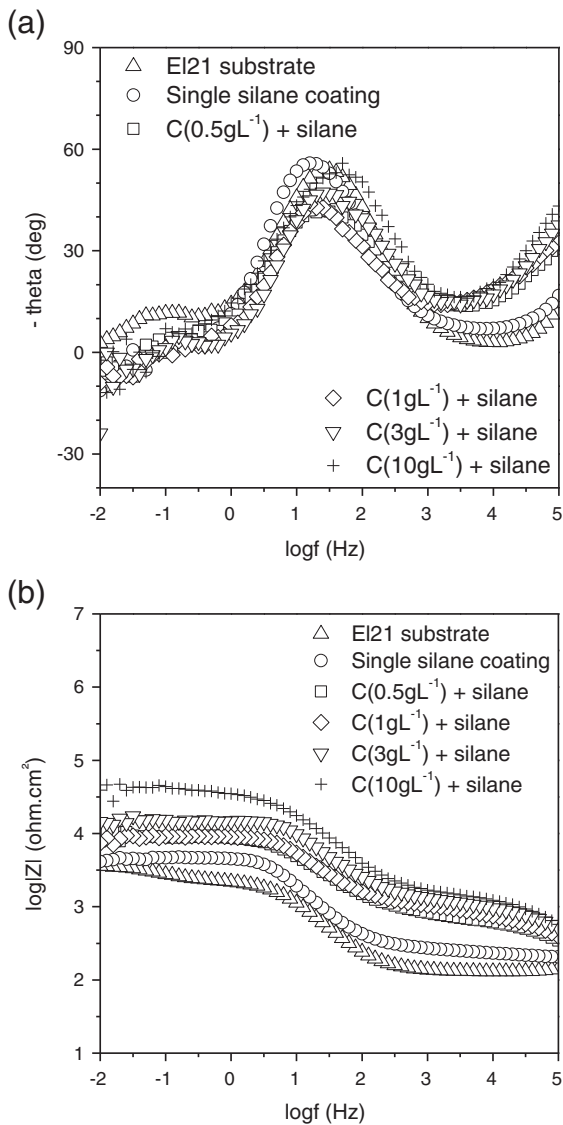 (a)
90
60
30
0
-30
- theta (deg)
El21 substrate
Single silane coating
C(0.5gL⁻¹) + silane
C(1gL⁻¹) + silane
C(3gL⁻¹) + silane
C(10gL⁻¹) + silane
-2 -1 0 1 2 3 4 5
logf (Hz)
(b)
7
6
5
4
3
2
1
log|Z| (ohm.cm²)
El21 substrate
Single silane coating
C(0.5gL⁻¹) + silane
C(1gL⁻¹) + silane
C(3gL⁻¹) + silane
C(10gL⁻¹) + silane
-2 -1 0 1 2 3 4 5
logf (Hz)